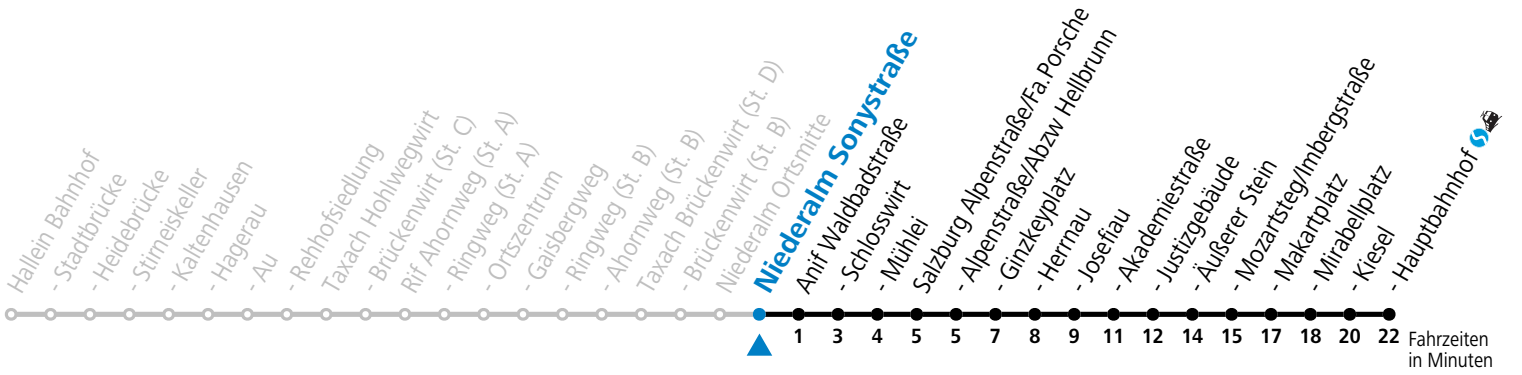 Hallein Bahnhof
- Stadtbrücke
- Heidebrücke
- Stirneiskeller
- Kaltenhausen
- Hagerau
- Au
- Rehhofsiedlung
Taxach Hohlwegwirt
- Brückenwirt (St. C)
Rif Ahornweg (St. A)
- Ringweg (St. A)
- Ortszentrum
- Gaisbergweg
- Ringweg (St. B)
- Ahornweg (St. B)
Taxach Brückenwirt (St. D)
- Brückenwirt (St. B)
Niederalm Ortsmitte
Niederalm Sonystraße
Anif Waldbadstraße
- Schlosswirt
- Mühlei
Salzburg Alpenstraße/Fa.Porsche
- Alpenstraße/Abzw Hellbrunn
- Ginzkeyplatz
- Herrnau
- Josefiau
- Akademiestraße
- Justizgebäude
- Äußerer Stein
- Mozartsteg/Imbergstraße
- Makartplatz
- Mirabellplatz
- Kiesel
- Hauptbahnhof
1 3 4 5 5 7 8 9 11 12 14 15 17 18 20 22 Fahrzeiten
in Minuten